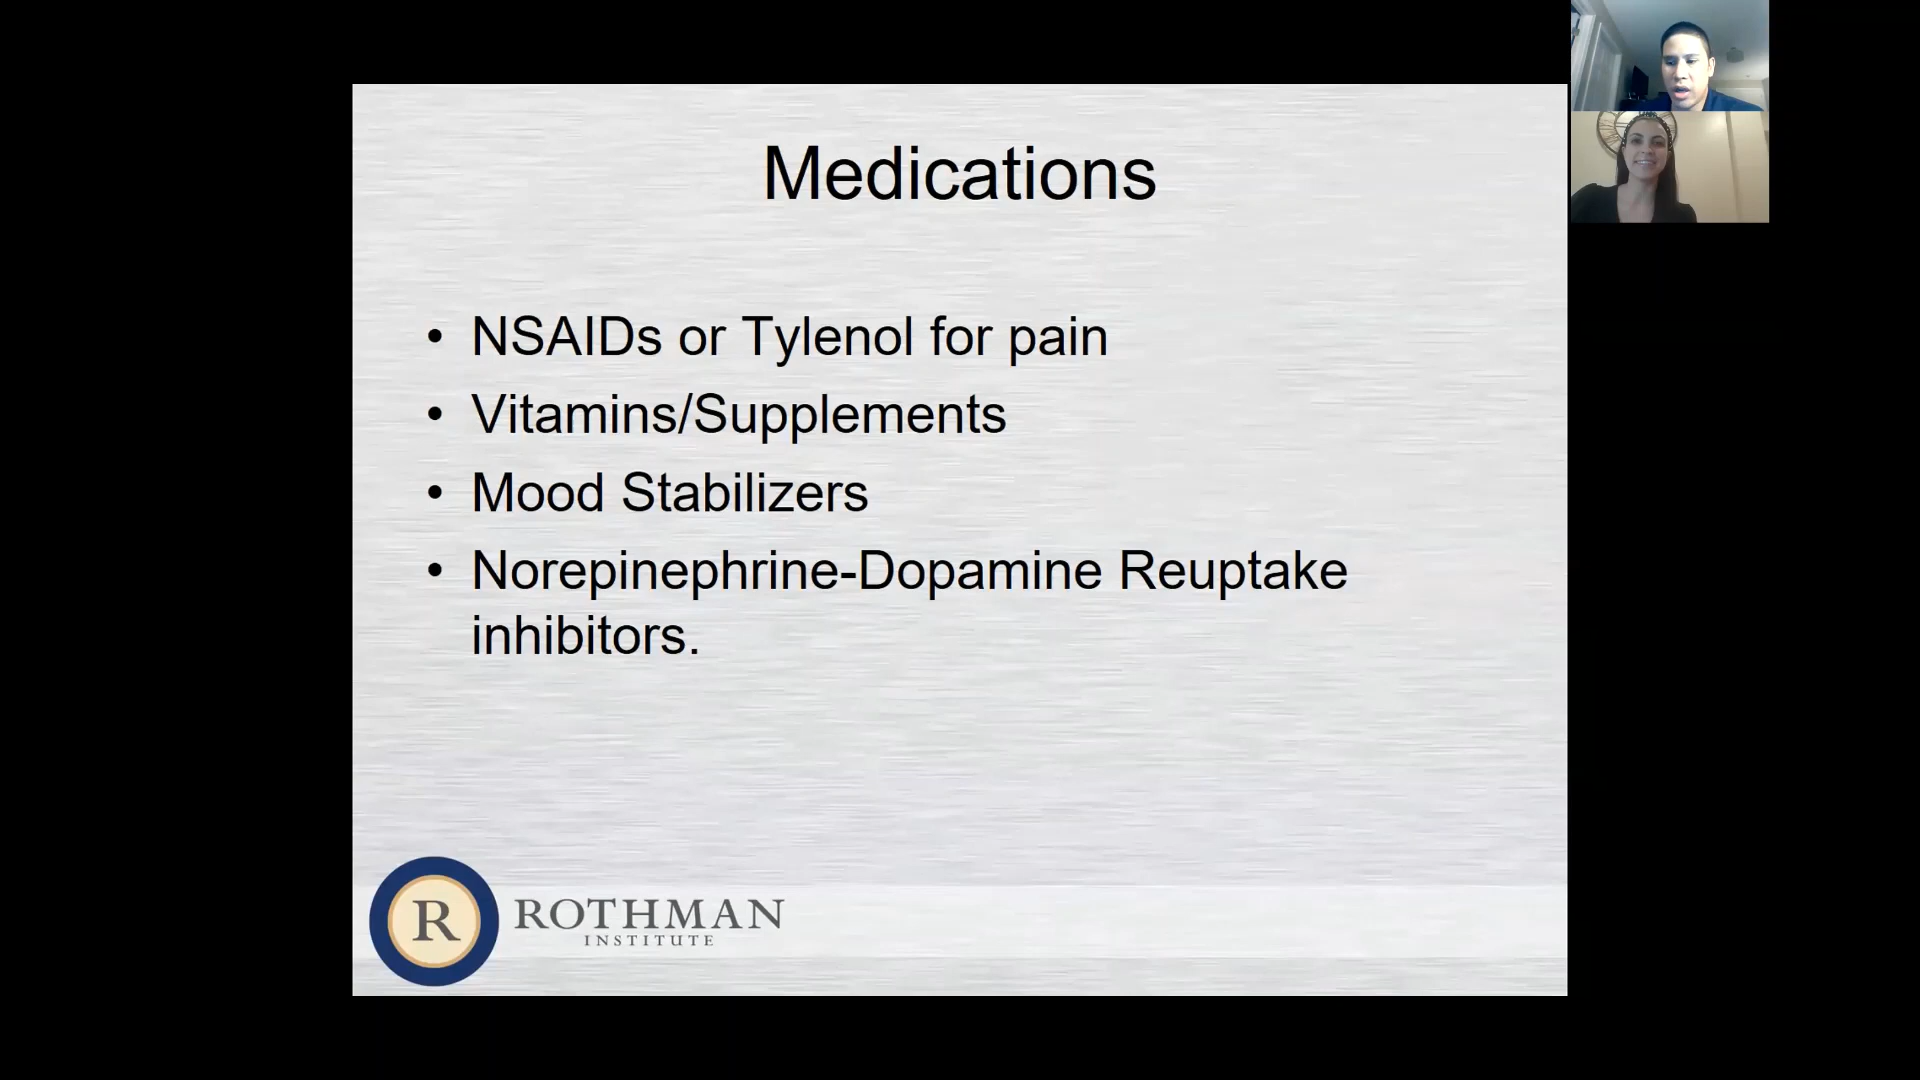 Medications
• NSAIDs or Tylenol for pain
• Vitamins/Supplements
• Mood Stabilizers
• Norepinephrine-Dopamine Reuptake
inhibitors.
R
ROTHMAN
INSTITUTE